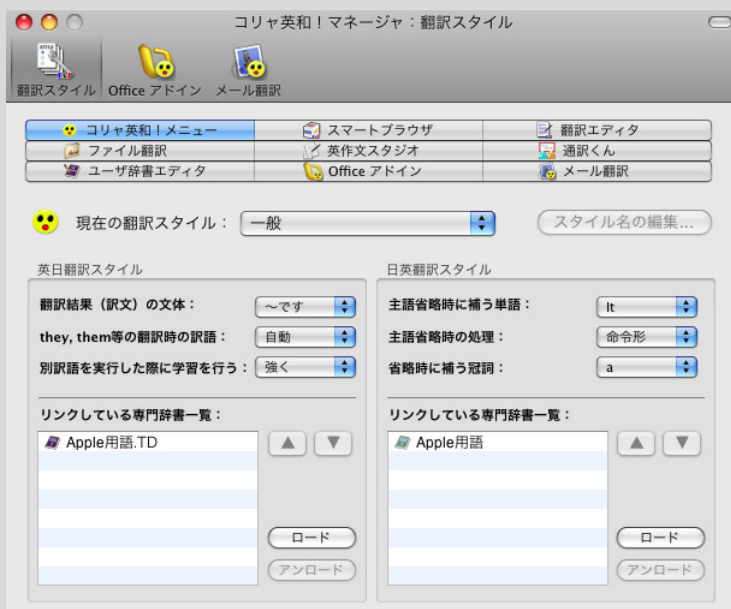 コリャ英和！マネージャ：翻訳スタイル
翻訳スタイル Office アドイン メール翻訳
コリャ英和！メニュー スマートブラウザ 翻訳エディタ
ファイル翻訳 英作文スタジオ 通訳くん
ユーザ辞書エディタ Office アドイン メール翻訳
現在の翻訳スタイル： 一般 スタイル名の編集...
英日翻訳スタイル
翻訳結果（訳文）の文体： ～です
they, them等の翻訳時の訳語： 自動
別訳語を実行した際に学習を行う： 強く
リンクしている専門辞書一覧：
Apple用語.TD
ロード
アンロード
日英翻訳スタイル
主語省略時に補う単語： It
主語省略時の処理： 命令形
省略時に補う冠詞： a
リンクしている専門辞書一覧：
Apple用語
ロード
アンロード